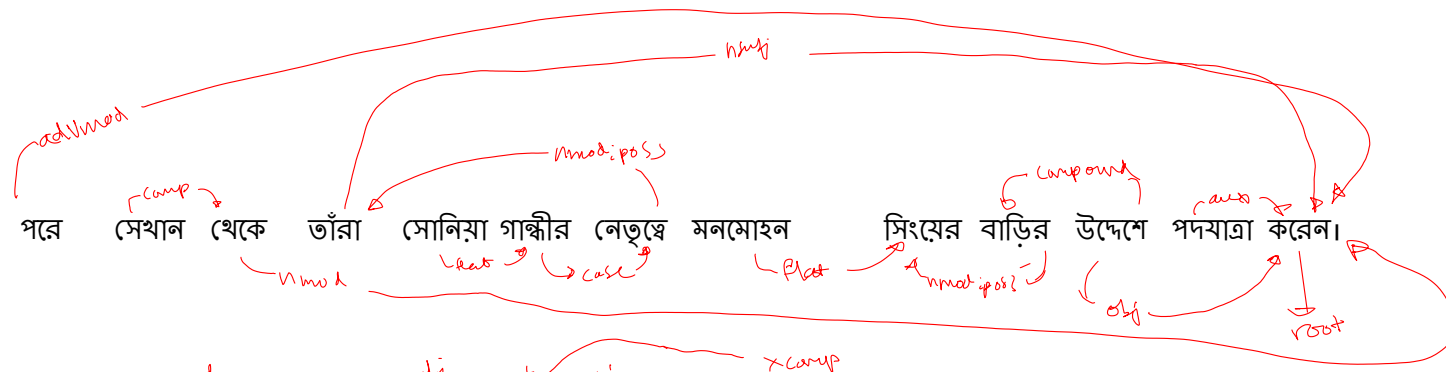 nsubj
advmod
nmod:poss
comp compound aux
পরে সেখান থেকে তাঁরা সোনিয়া গান্ধীর নেতৃত্বে মনমোহন সিংয়ের বাড়ির উদ্দেশে পদযাত্রা করেন।
flat case flat nmod:poss
nmod obj
root
xcomp